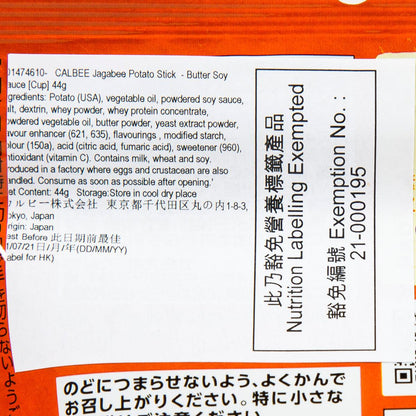 01474610- CALBEE Jagabee Potato Stick - Butter Soy
auce [Cup] 44g
gredients: Potato (USA), vegetable oil, powdered soy sauce,
alt, dextrin, whey powder, whey protein concentrate,
owdered vegetable oil, butter powder, yeast extract powder,
avour enhancer (621, 635), flavourings , modified starch,
olour (150a), acid (citric acid, fumaric acid), sweetener (960),
ntioxidant (vitamin C). Contains milk, wheat and soy.
roduced in a factory where eggs and crustacean are also
andled. Consume as soon as possible after opening.'
et Content: 44g Storage:Store in cool dry place
カルビー株式会社 東京都千代田区丸の内1-8-3,
okyo, Japan
rigin: Japan
est Before 此日期前最佳
1/07/21日/月/年(DD/MM/YY)
abel for HK)
此乃豁免營養標籤產品
Nutrition Labelling Exempted
豁免編號 Exemption No. :
21-000195
のどにつまらせないよう、よくかんで
お召し上がりください。特に小さな